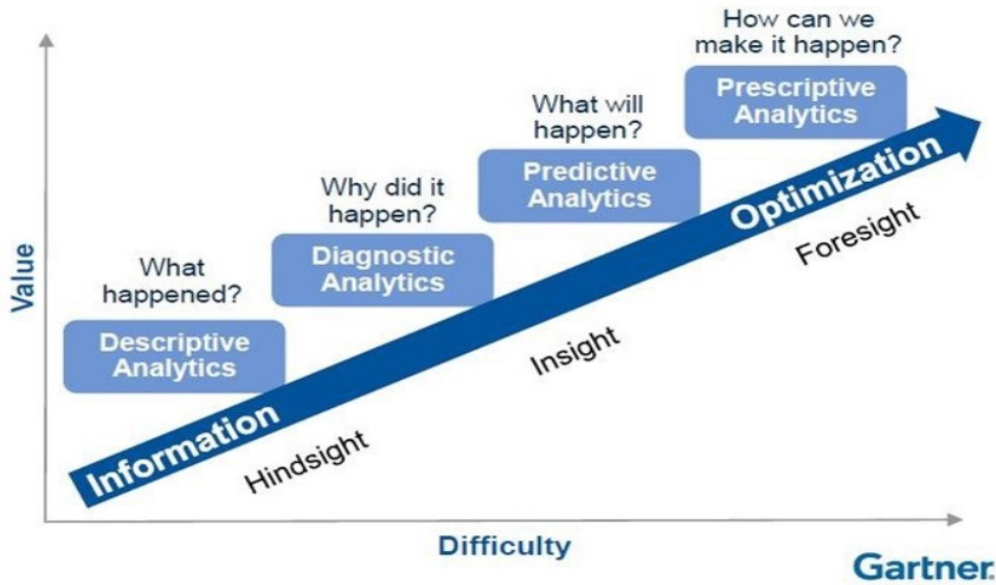 How can we
make it happen?
Prescriptive
Analytics
What will
happen?
Predictive
Analytics
Why did it
happen?
Diagnostic
Analytics
What
happened?
Descriptive
Analytics
Value
Information
Optimization
Hindsight
Insight
Foresight
Difficulty
Gartner